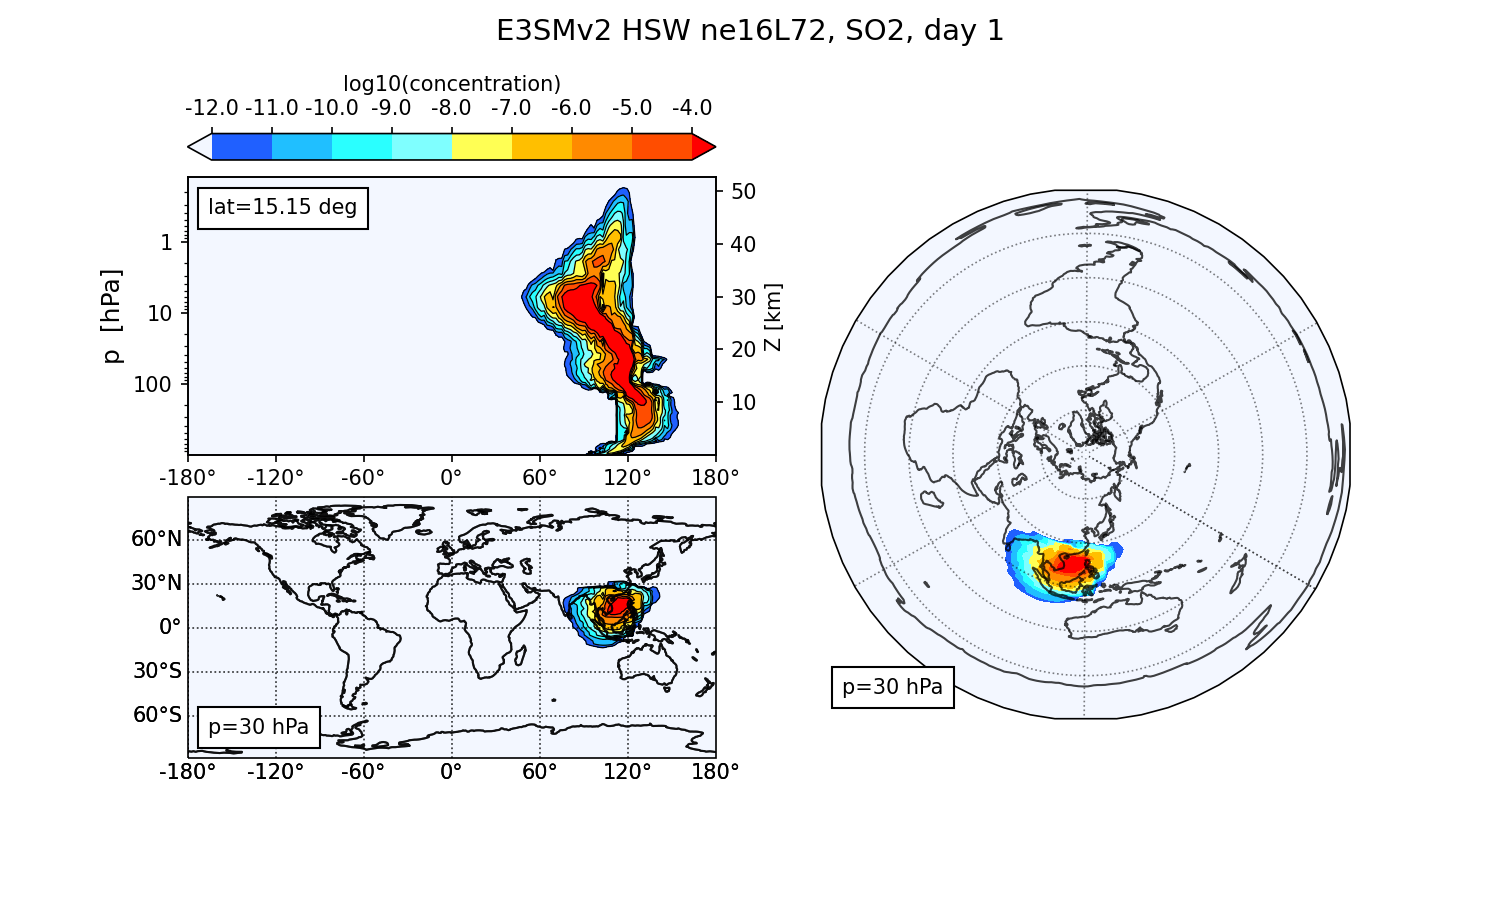 E3SMv2 HSW ne16L72, SO2, day 1
log10(concentration)
-12.0 -11.0 -10.0 -9.0 -8.0 -7.0 -6.0 -5.0 -4.0
lat=15.15 deg
p [hPa]
1
10
100
50
40
30
20
10
Z [km]
-180° -120° -60° 0° 60° 120° 180°
60°N
30°N
0°
30°S
60°S
p=30 hPa
-180° -120° -60° 0° 60° 120° 180°
p=30 hPa